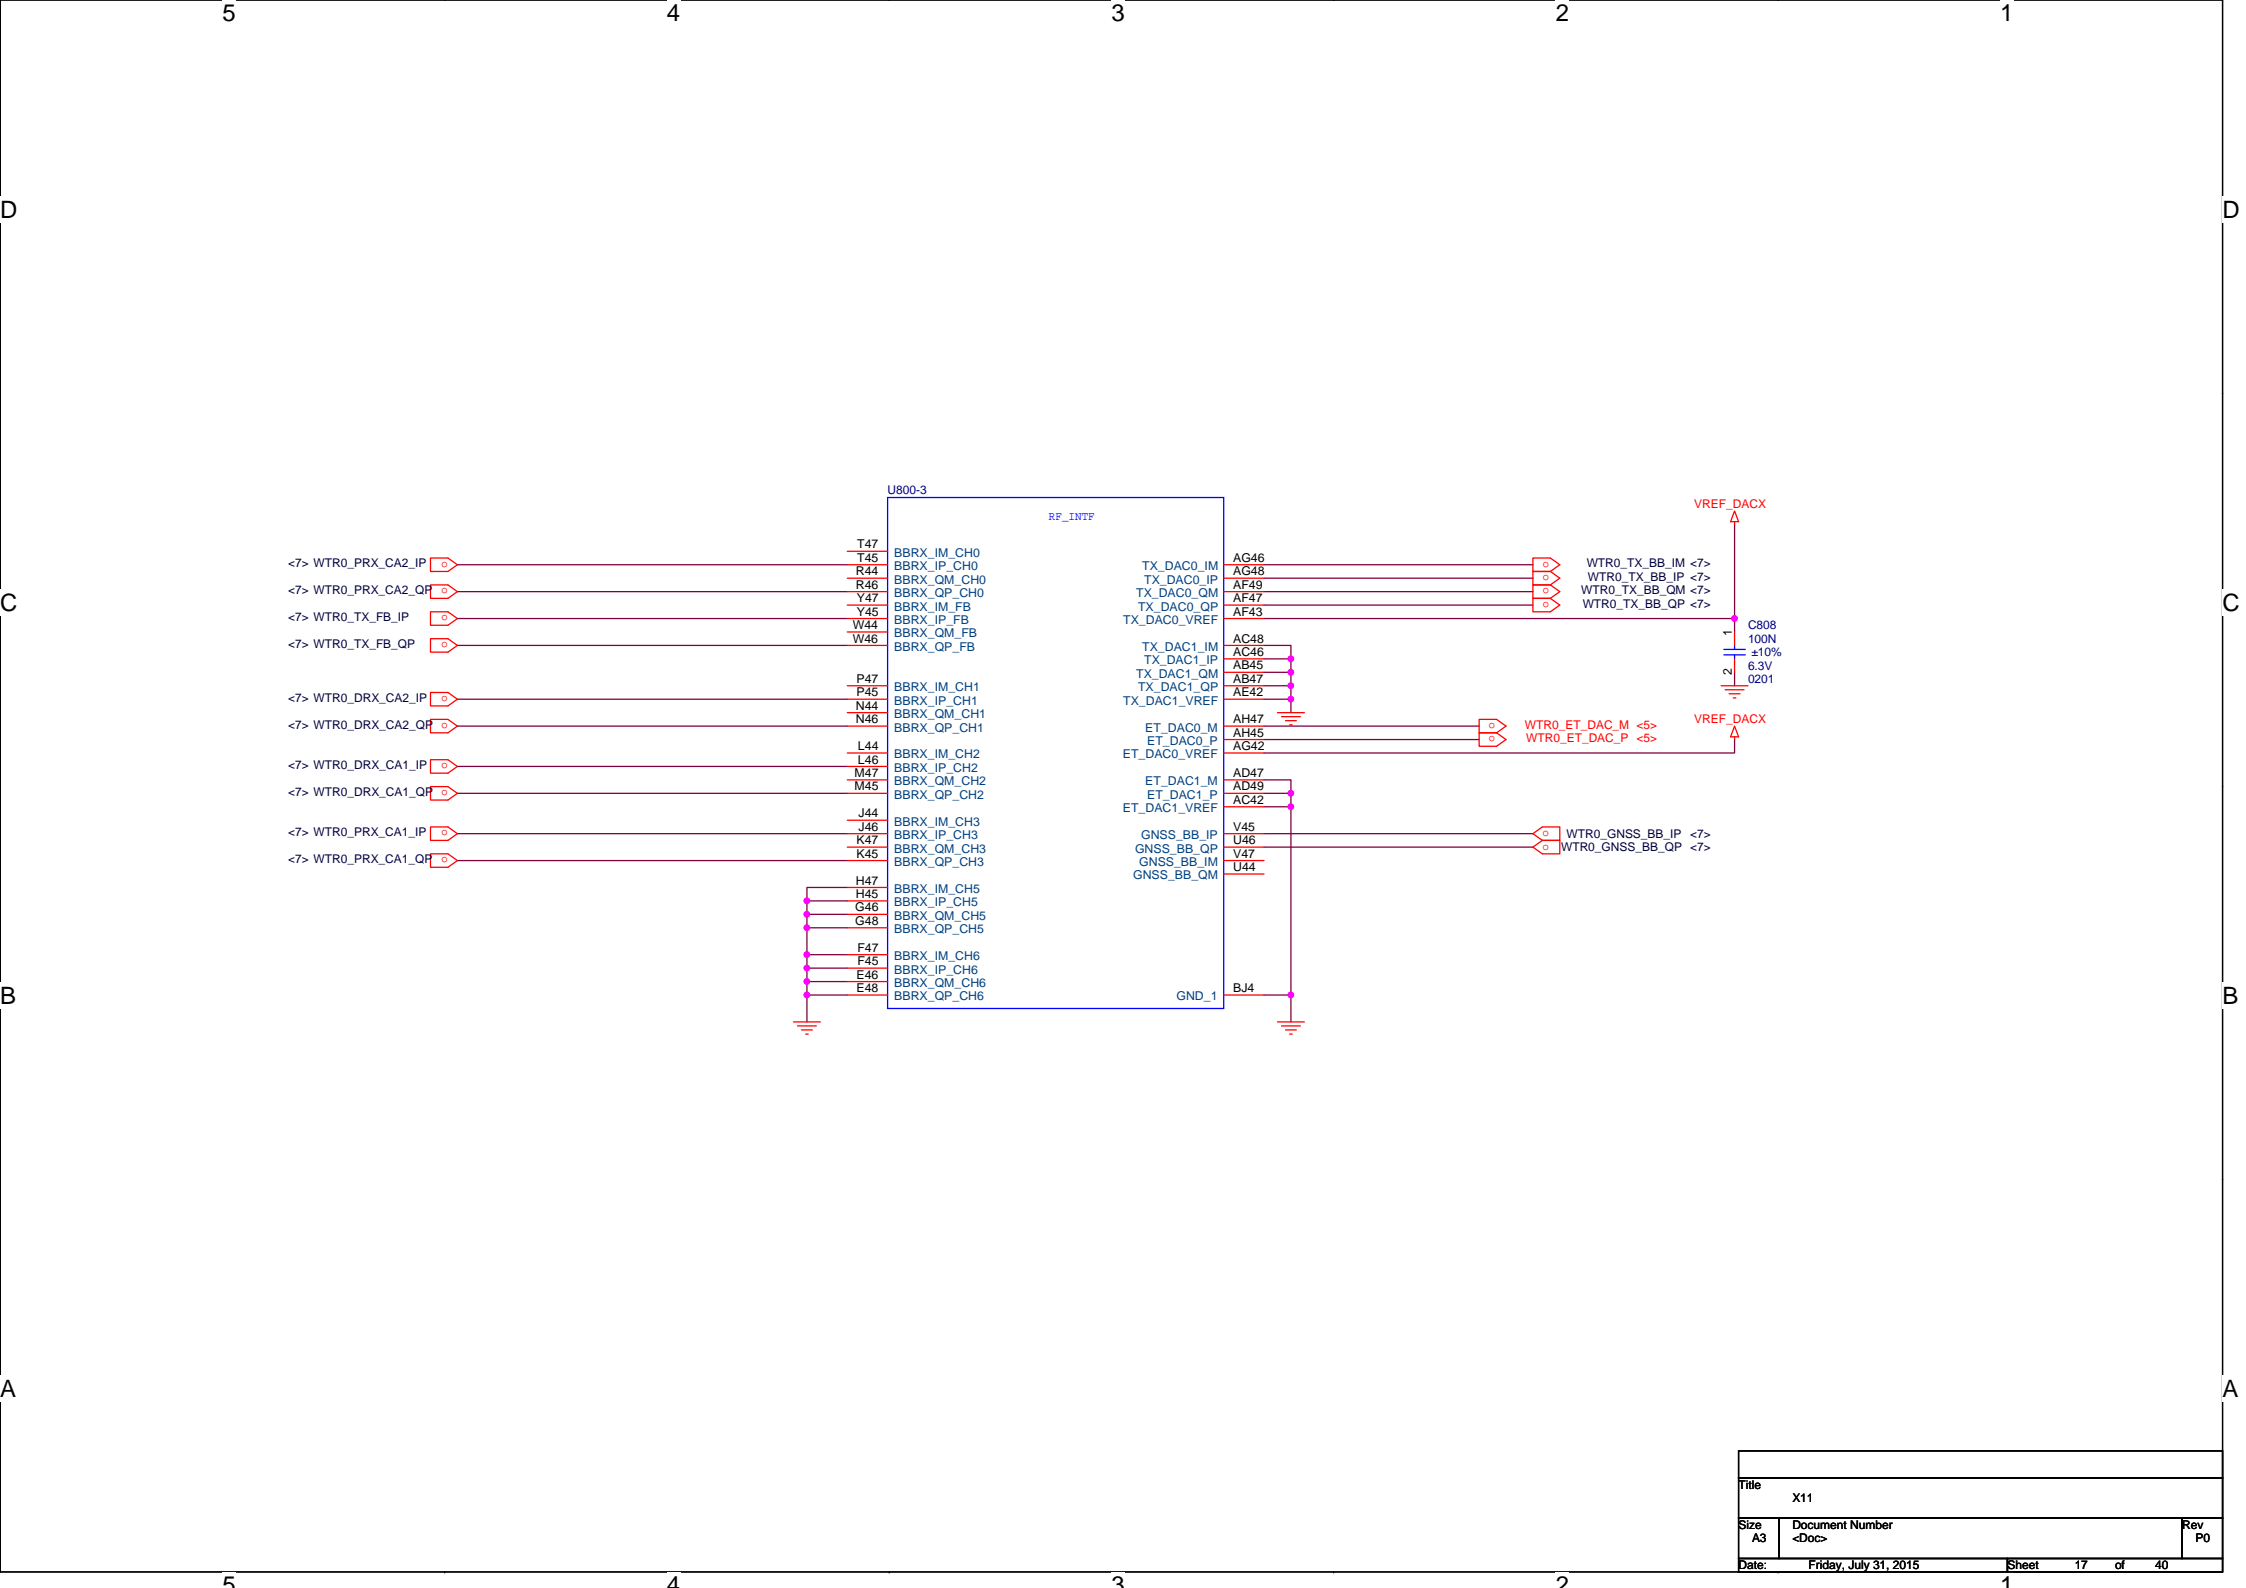 5 4 3 2 1
D D
C C
B B
A A
U800-3
RF_INTF
<7> WTR0_PRX_CA2_IP
<7> WTR0_PRX_CA2_QP
<7> WTR0_TX_FB_IP
<7> WTR0_TX_FB_QP
<7> WTR0_DRX_CA2_IP
<7> WTR0_DRX_CA2_QP
<7> WTR0_DRX_CA1_IP
<7> WTR0_DRX_CA1_QP
<7> WTR0_PRX_CA1_IP
<7> WTR0_PRX_CA1_QP
T47 BBRX_IM_CH0
T45 BBRX_IP_CH0
R44 BBRX_QM_CH0
R46 BBRX_QP_CH0
Y47 BBRX_IM_FB
Y45 BBRX_IP_FB
W44 BBRX_QM_FB
W46 BBRX_QP_FB
P47 BBRX_IM_CH1
P45 BBRX_IP_CH1
N44 BBRX_QM_CH1
N46 BBRX_QP_CH1
L44 BBRX_IM_CH2
L46 BBRX_IP_CH2
M47 BBRX_QM_CH2
M45 BBRX_QP_CH2
J44 BBRX_IM_CH3
J46 BBRX_IP_CH3
K47 BBRX_QM_CH3
K45 BBRX_QP_CH3
H47 BBRX_IM_CH5
H45 BBRX_IP_CH5
G46 BBRX_QM_CH5
G48 BBRX_QP_CH5
F47 BBRX_IM_CH6
F45 BBRX_IP_CH6
E46 BBRX_QM_CH6
E48 BBRX_QP_CH6
TX_DAC0_IM AG46
TX_DAC0_IP AG48
TX_DAC0_QM AF49
TX_DAC0_QP AF47
TX_DAC0_VREF AF43
TX_DAC1_IM AC48
TX_DAC1_IP AC46
TX_DAC1_QM AB45
TX_DAC1_QP AB47
TX_DAC1_VREF AE42
ET_DAC0_M AH47
ET_DAC0_P AH45
ET_DAC0_VREF AG42
ET_DAC1_M AD47
ET_DAC1_P AD49
ET_DAC1_VREF AC42
GNSS_BB_IP V45
GNSS_BB_QP U46
GNSS_BB_IM V47
GNSS_BB_QM U44
GND_1 BJ4
WTR0_TX_BB_IM <7>
WTR0_TX_BB_IP <7>
WTR0_TX_BB_QM <7>
WTR0_TX_BB_QP <7>
WTR0_ET_DAC_M <5>
WTR0_ET_DAC_P <5>
WTR0_GNSS_BB_IP <7>
WTR0_GNSS_BB_QP <7>
VREF_DACX
1
2
C808
100N
±10%
6.3V
0201
VREF_DACX
Title
X11
Size
A3
Document Number
<Doc>
Rev
P0
Date: Friday, July 31, 2015 Sheet 17 of 40
5 4 3 2 1